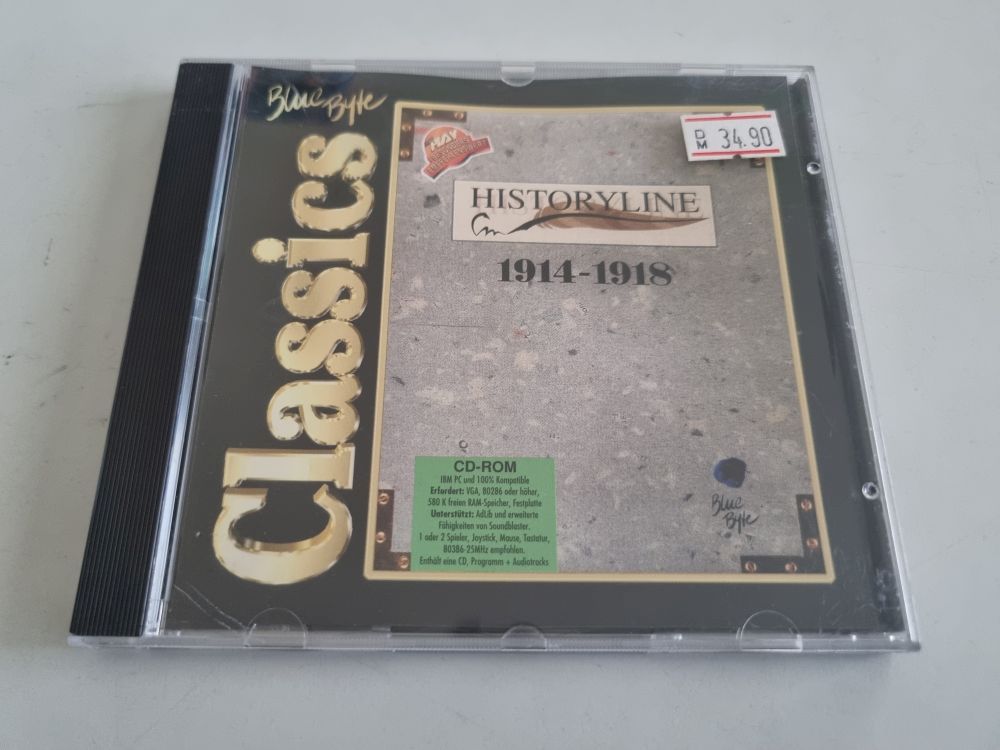 Blue Byte
Classics
MAX
DM 34.90
HISTORYLINE
1914-1918
CD-ROM
IBM PC und 100% Kompatible
Erfordert: VGA, 80286 oder höher,
580 K freien RAM-Speicher, Festplatte
Unterstützt: AdLib und erweiterte
Fähigkeiten von Soundblaster.
1 oder 2 Spieler, Joystick, Mouse, Tastatur,
80386-25MHz empfohlen.
Enthält eine CD, Programm + Audiotracks
Blue
Byte